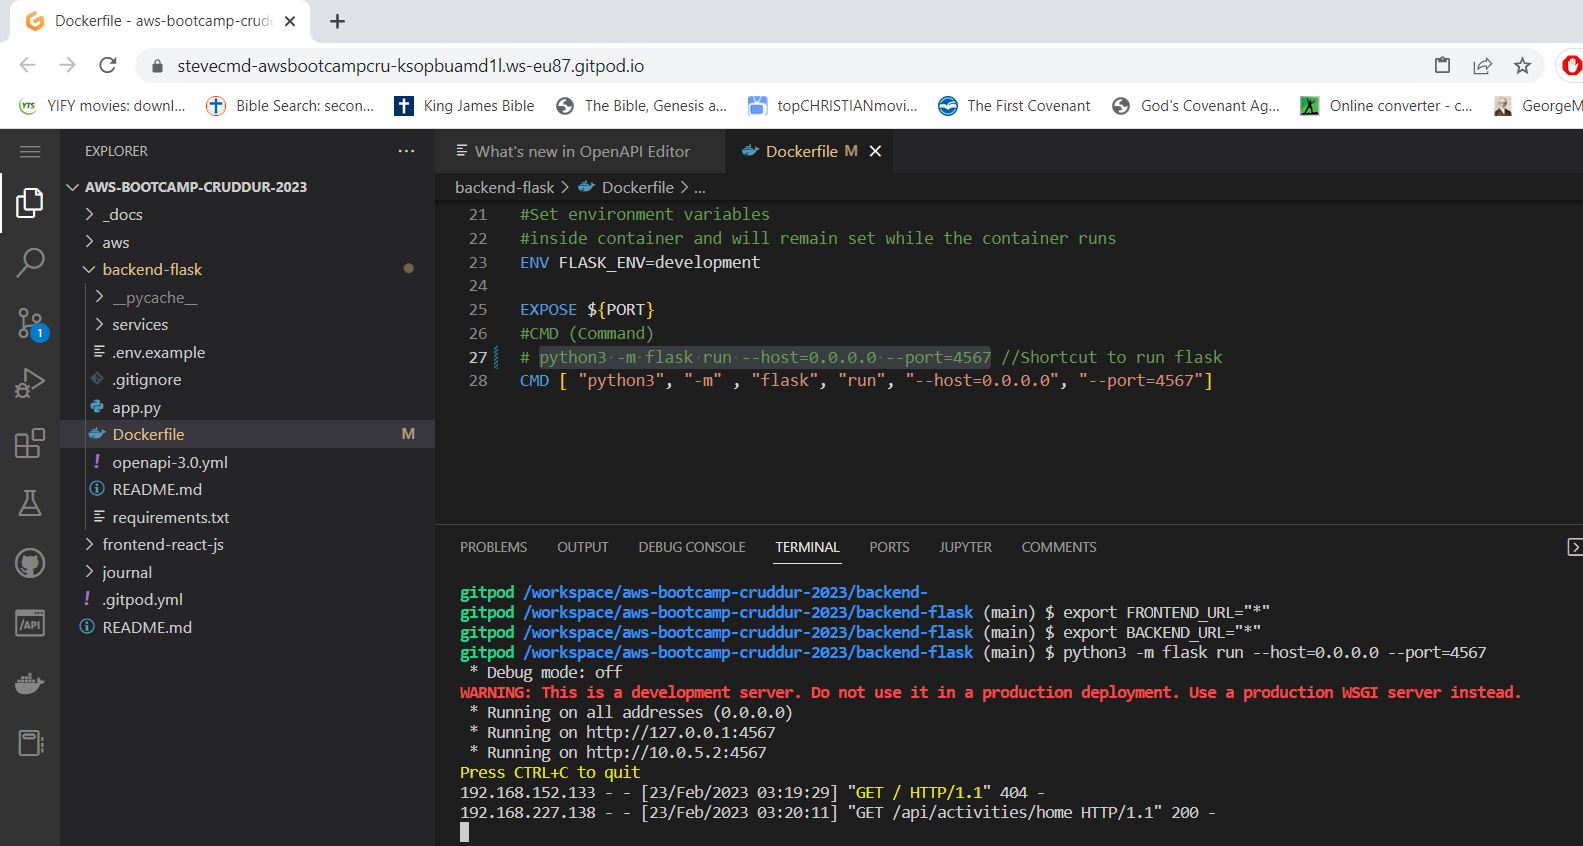 Dockerfile - aws-bootcamp-crudd
stevecmd-awsbootcampcru-ksopbuamd1l.ws-eu87.gitpod.io
YTS YIFY movies: downl... Bible Search: secon... King James Bible The Bible, Genesis a... topCHRISTIANmovi... The First Covenant God's Covenant Ag... Online converter - c... GeorgeM
EXPLORER
AWS-BOOTCAMP-CRUDDUR-2023
_docs
aws
backend-flask
__pycache__
services
.env.example
.gitignore
app.py
Dockerfile M
openapi-3.0.yml
README.md
requirements.txt
frontend-react-js
journal
.gitpod.yml
README.md
1
/API
What's new in OpenAPI Editor Dockerfile M
backend-flask > Dockerfile > ...
21 #Set environment variables
22 #inside container and will remain set while the container runs
23 ENV FLASK_ENV=development
24
25 EXPOSE ${PORT}
26 #CMD (Command)
27 # python3 -m flask run --host=0.0.0.0 --port=4567 //Shortcut to run flask
28 CMD [ "python3", "-m" , "flask", "run", "--host=0.0.0.0", "--port=4567"]
PROBLEMS OUTPUT DEBUG CONSOLE TERMINAL PORTS JUPYTER COMMENTS
gitpod /workspace/aws-bootcamp-cruddur-2023/backend-
gitpod /workspace/aws-bootcamp-cruddur-2023/backend-flask (main) $ export FRONTEND_URL="*"
gitpod /workspace/aws-bootcamp-cruddur-2023/backend-flask (main) $ export BACKEND_URL="*"
gitpod /workspace/aws-bootcamp-cruddur-2023/backend-flask (main) $ python3 -m flask run --host=0.0.0.0 --port=4567
* Debug mode: off
WARNING: This is a development server. Do not use it in a production deployment. Use a production WSGI server instead.
* Running on all addresses (0.0.0.0)
* Running on http://127.0.0.1:4567
* Running on http://10.0.5.2:4567
Press CTRL+C to quit
192.168.152.133 - - [23/Feb/2023 03:19:29] "GET / HTTP/1.1" 404 -
192.168.227.138 - - [23/Feb/2023 03:20:11] "GET /api/activities/home HTTP/1.1" 200 -